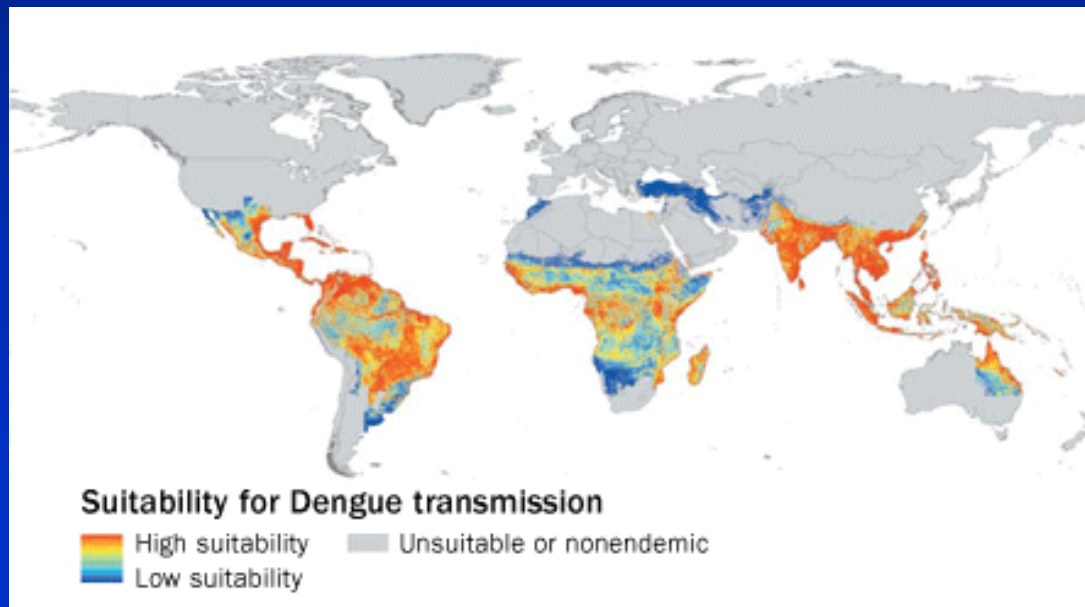 Suitability for Dengue transmission
High suitability
Unsuitable or nonendemic
Low suitability